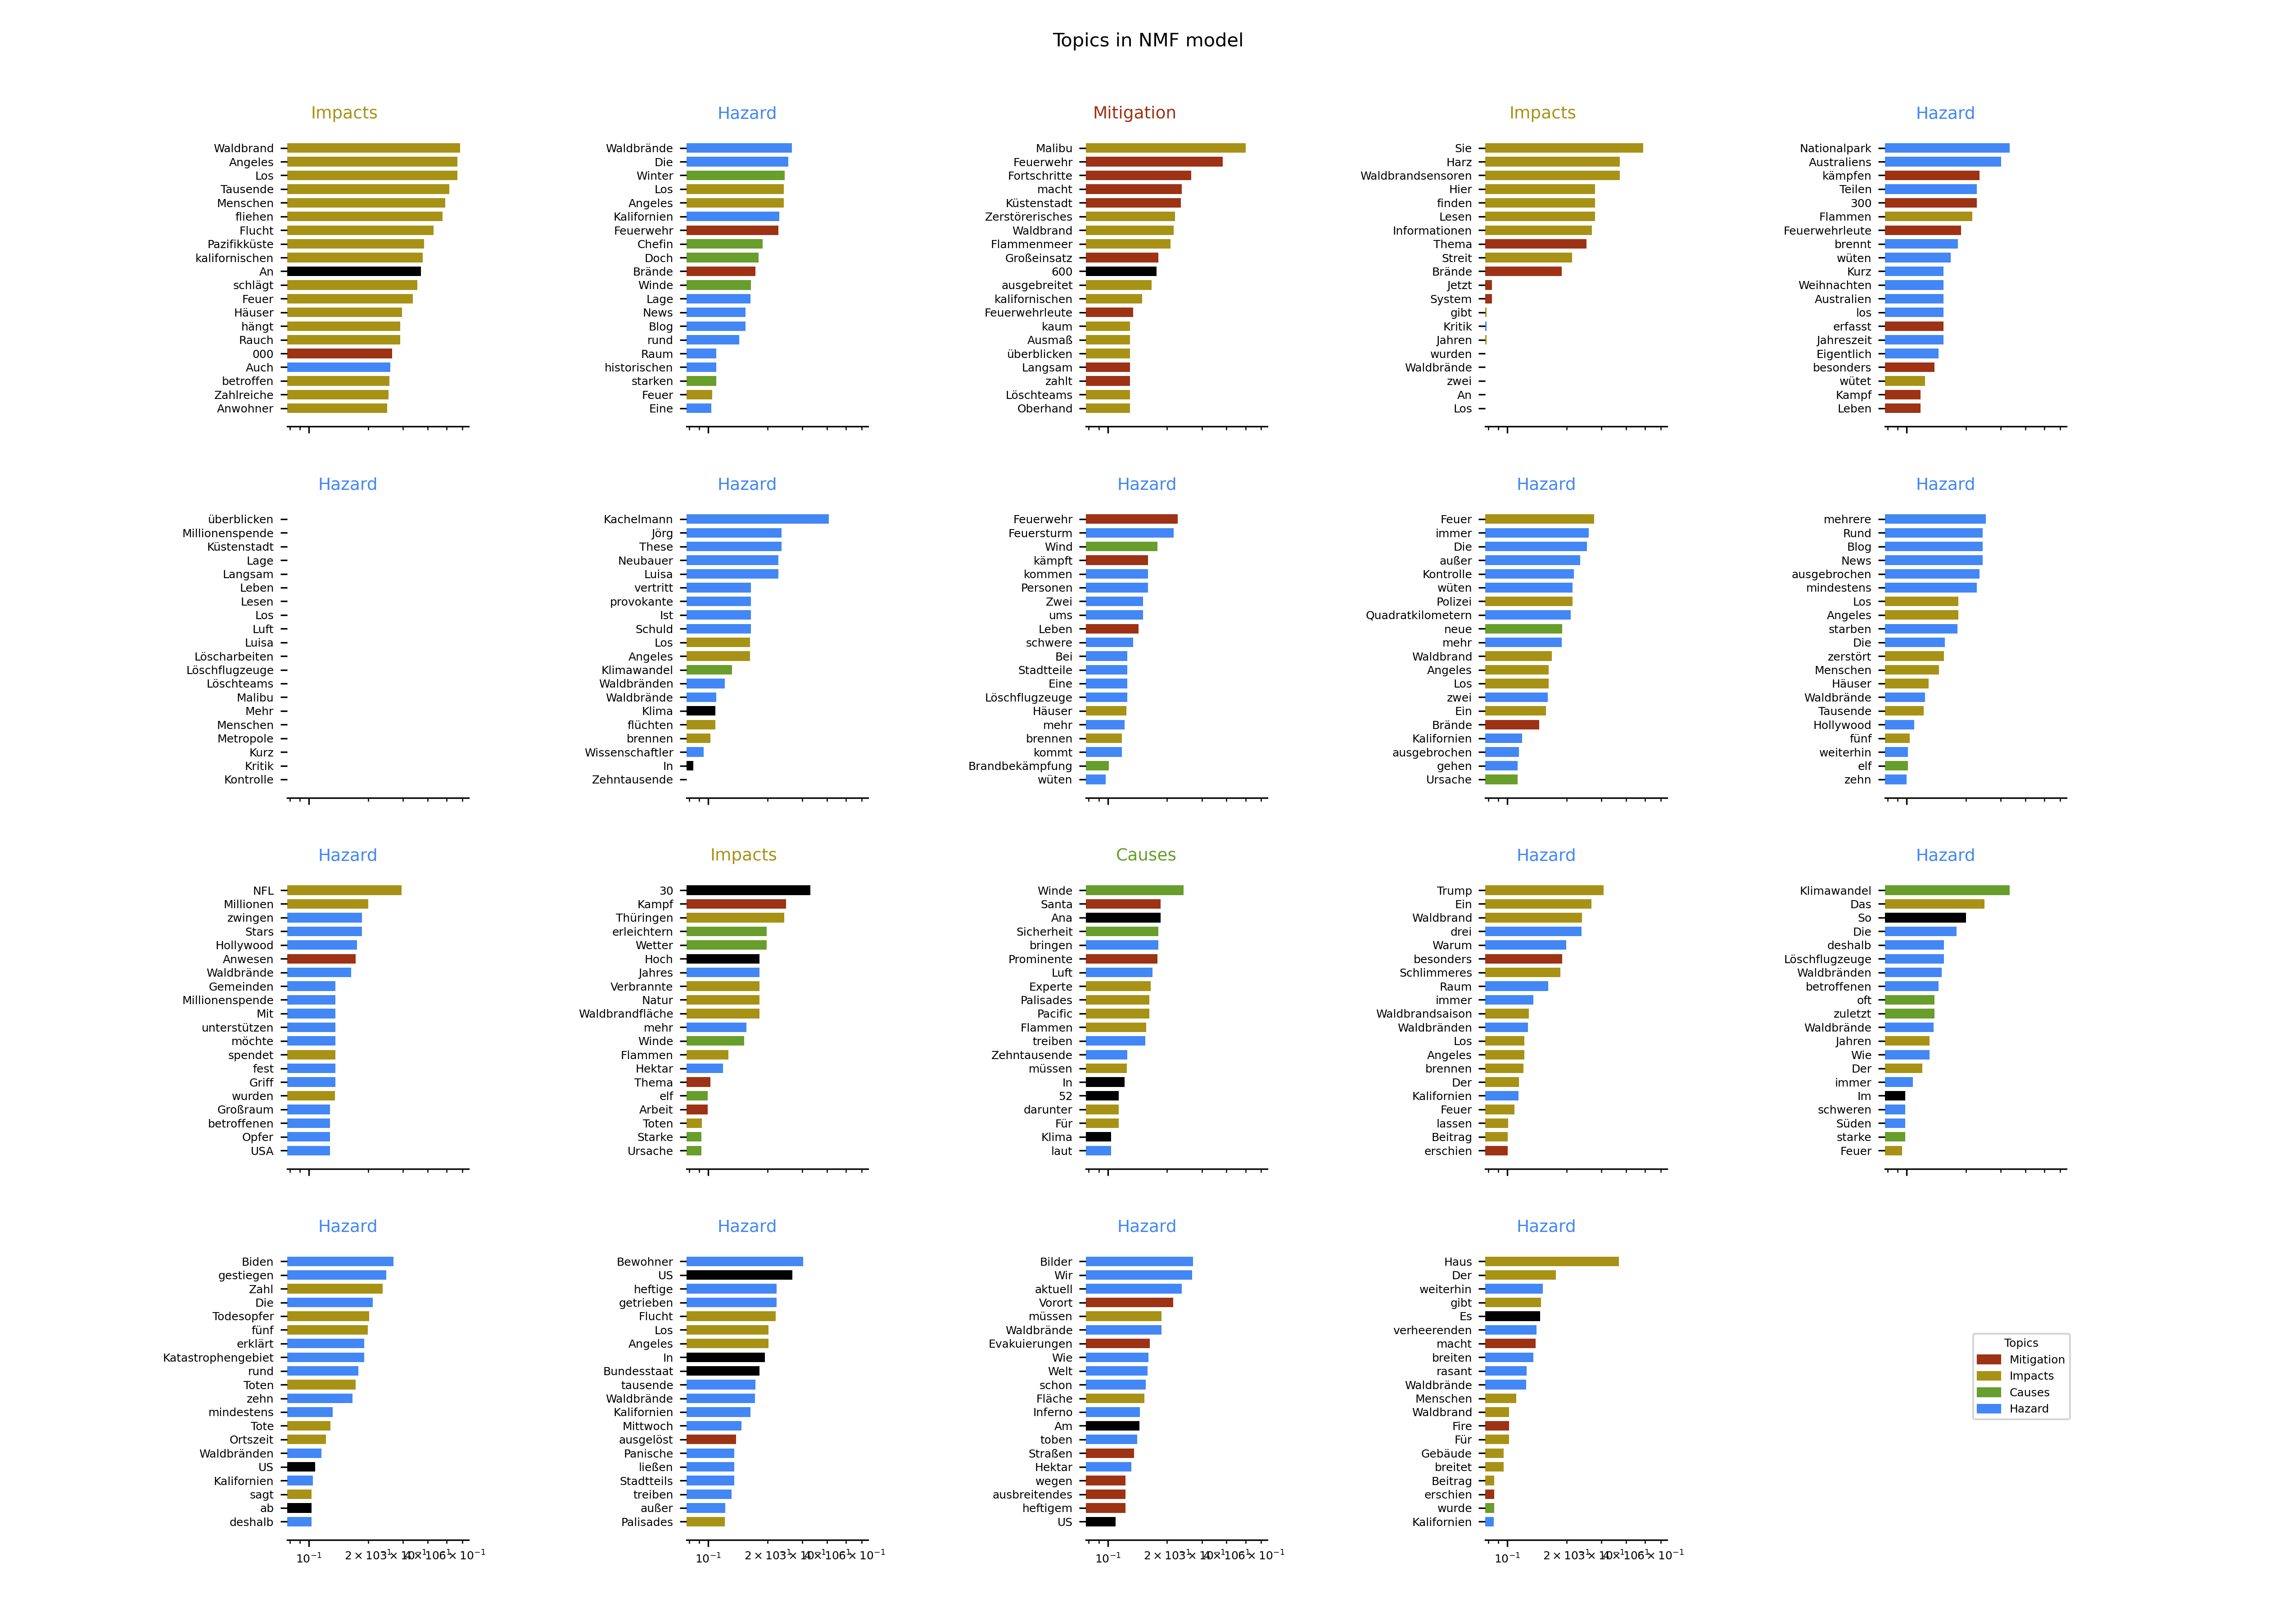 Topics in NMF model
Impacts
Waldbrand
Angeles
Los
Tausende
Menschen
fliehen
Flucht
Pazifikküste
kalifornischen
An
schlägt
Feuer
Häuser
hängt
Rauch
000
Auch
betroffen
Zahlreiche
Anwohner
Hazard
Waldbrände
Die
Winter
Los
Angeles
Kalifornien
Feuerwehr
Chefin
Doch
Brände
Winde
Lage
News
Blog
rund
Raum
historischen
starken
Feuer
Eine
Mitigation
Malibu
Feuerwehr
Fortschritte
macht
Küstenstadt
Zerstörerisches
Waldbrand
Flammenmeer
Großeinsatz
600
ausgebreitet
kalifornischen
Feuerwehrleute
kaum
Ausmaß
überblicken
Langsam
zahlt
Löschteams
Oberhand
Impacts
Sie
Harz
Waldbrandsensoren
Hier
finden
Lesen
Informationen
Thema
Streit
Brände
Jetzt
System
gibt
Kritik
Jahren
wurden
Waldbrände
zwei
An
Los
Hazard
Nationalpark
Australiens
kämpfen
Teilen
300
Flammen
Feuerwehrleute
brennt
wüten
Kurz
Weihnachten
Australien
los
erfasst
Jahreszeit
Eigentlich
besonders
wütet
Kampf
Leben
Hazard
überblicken
Millionenspende
Küstenstadt
Lage
Langsam
Leben
Lesen
Los
Luft
Luisa
Löscharbeiten
Löschflugzeuge
Löschteams
Malibu
Mehr
Menschen
Metropole
Kurz
Kritik
Kontrolle
Hazard
Kachelmann
Jörg
These
Neubauer
Luisa
vertritt
provokante
Ist
Schuld
Los
Angeles
Klimawandel
Waldbränden
Waldbrände
Klima
flüchten
brennen
Wissenschaftler
In
Zehntausende
Hazard
Feuerwehr
Feuersturm
Wind
kämpft
kommen
Personen
Zwei
ums
Leben
schwere
Bei
Stadtteile
Eine
Löschflugzeuge
Häuser
mehr
brennen
kommt
Brandbekämpfung
wüten
Hazard
Feuer
immer
Die
außer
Kontrolle
wüten
Polizei
Quadratkilometern
neue
mehr
Waldbrand
Angeles
Los
zwei
Ein
Brände
Kalifornien
ausgebrochen
gehen
Ursache
Hazard
mehrere
Rund
Blog
News
ausgebrochen
mindestens
Los
Angeles
starben
Die
zerstört
Menschen
Häuser
Waldbrände
Tausende
Hollywood
fünf
weiterhin
elf
zehn
Hazard
NFL
Millionen
zwingen
Stars
Hollywood
Anwesen
Waldbrände
Gemeinden
Millionenspende
Mit
unterstützen
möchte
spendet
fest
Griff
wurden
Großraum
betroffenen
Opfer
USA
Impacts
30
Kampf
Thüringen
erleichtern
Wetter
Hoch
Jahres
Verbrannte
Natur
Waldbrandfläche
mehr
Winde
Flammen
Hektar
Thema
elf
Arbeit
Toten
Starke
Ursache
Causes
Winde
Santa
Ana
Sicherheit
bringen
Prominente
Luft
Experte
Palisades
Pacific
Flammen
treiben
Zehntausende
müssen
In
52
darunter
Für
Klima
laut
Hazard
Trump
Ein
Waldbrand
drei
Warum
besonders
Schlimmeres
Raum
immer
Waldbrandsaison
Waldbränden
Los
Angeles
brennen
Der
Kalifornien
Feuer
lassen
Beitrag
erschien
Hazard
Klimawandel
Das
So
Die
deshalb
Löschflugzeuge
Waldbränden
betroffenen
oft
zuletzt
Waldbrände
Jahren
Wie
Der
immer
Im
schweren
Süden
starke
Feuer
Hazard
Biden
gestiegen
Zahl
Die
Todesopfer
fünf
erklärt
Katastrophengebiet
rund
Toten
zehn
mindestens
Tote
Ortszeit
Waldbränden
US
Kalifornien
sagt
ab
deshalb
10⁻¹
Hazard
Bewohner
US
heftige
getrieben
Flucht
Los
Angeles
In
Bundesstaat
tausende
Waldbrände
Kalifornien
Mittwoch
ausgelöst
Panische
ließen
Stadtteils
treiben
außer
Palisades
10⁻¹
Hazard
Bilder
Wir
aktuell
Vorort
müssen
Waldbrände
Evakuierungen
Wie
Welt
schon
Fläche
Inferno
Am
toben
Straßen
Hektar
wegen
ausbreitendes
heftigem
US
10⁻¹
Hazard
Haus
Der
weiterhin
gibt
Es
verheerenden
macht
breiten
rasant
Waldbrände
Menschen
Waldbrand
Fire
Für
Gebäude
breitet
Beitrag
erschien
wurde
Kalifornien
10⁻¹
Topics
Mitigation
Impacts
Causes
Hazard